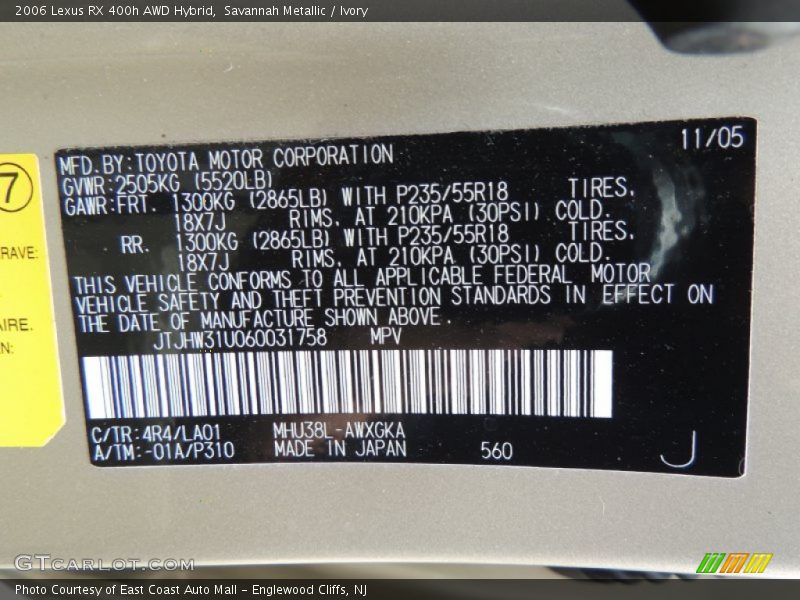 2006 Lexus RX 400h AWD Hybrid,  Savannah Metallic / Ivory
11/05
MFD.BY:TOYOTA MOTOR CORPORATION
GVWR:2505KG (5520LB)
GAWR:FRT. 1300KG (2865LB) WITH P235/55R18 TIRES,
18X7J RIMS, AT 210KPA (30PSI) COLD.
RR. 1300KG (2865LB) WITH P235/55R18 TIRES,
18X7J RIMS, AT 210KPA (30PSI) COLD.
THIS VEHICLE CONFORMS TO ALL APPLICABLE FEDERAL MOTOR
VEHICLE SAFETY AND THEFT PREVENTION STANDARDS IN EFFECT ON
THE DATE OF MANUFACTURE SHOWN ABOVE.
JTJHW31U060031758 MPV
C/TR:4R4/LA01 MHU38L-AWXGKA
A/TM:-01A/P310 MADE IN JAPAN 560 J
7
RAVE:
AIRE.
N:
GTCARLOT.COM
Photo Courtesy of East Coast Auto Mall - Englewood Cliffs, NJ